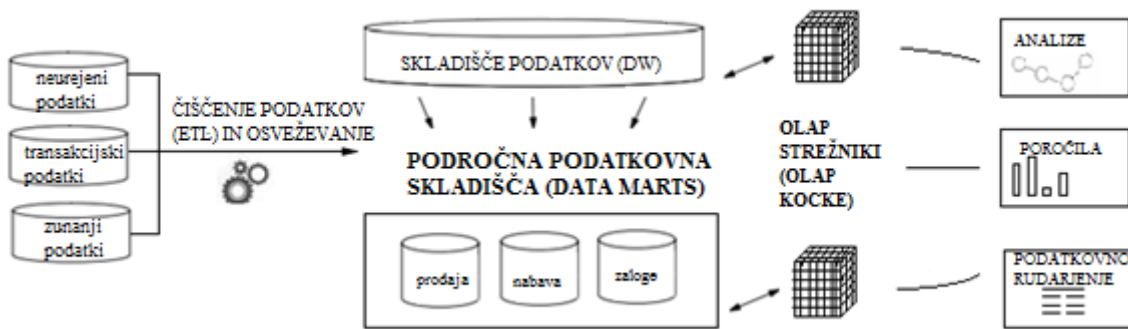 neurejeni
podatki
transakcijski
podatki
zunanji
podatki
ČIŠČENJE PODATKOV
(ETL) IN OSVEŽEVANJE
SKLADIŠČE PODATKOV (DW)
PODROČNA PODATKOVNA
SKLADIŠČA (DATA MARTS)
prodaja
nabava
zaloge
OLAP
STREŽNIKI
(OLAP
KOCKE)
ANALIZE
POROČILA
PODATKOVNO
RUDARJENJE